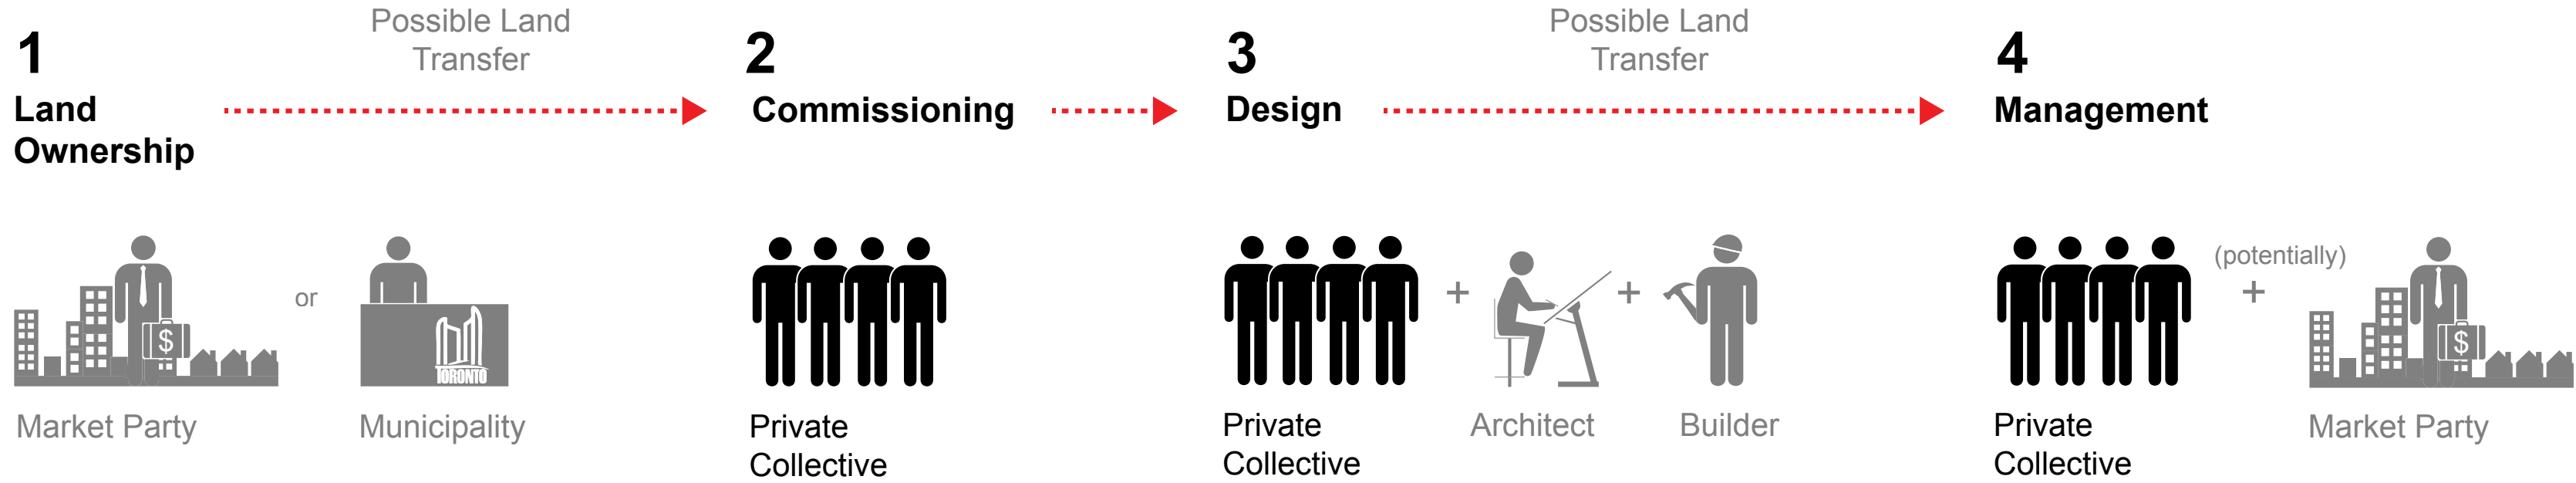 Possible Land
Transfer
1
Land
Ownership
2
Commissioning
3
Design
Possible Land
Transfer
4
Management
$
Market Party
or
TORONTO
Municipality
Private
Collective
Private
Collective
+
Architect
+
Builder
Private
Collective
(potentially)
+
$
Market Party